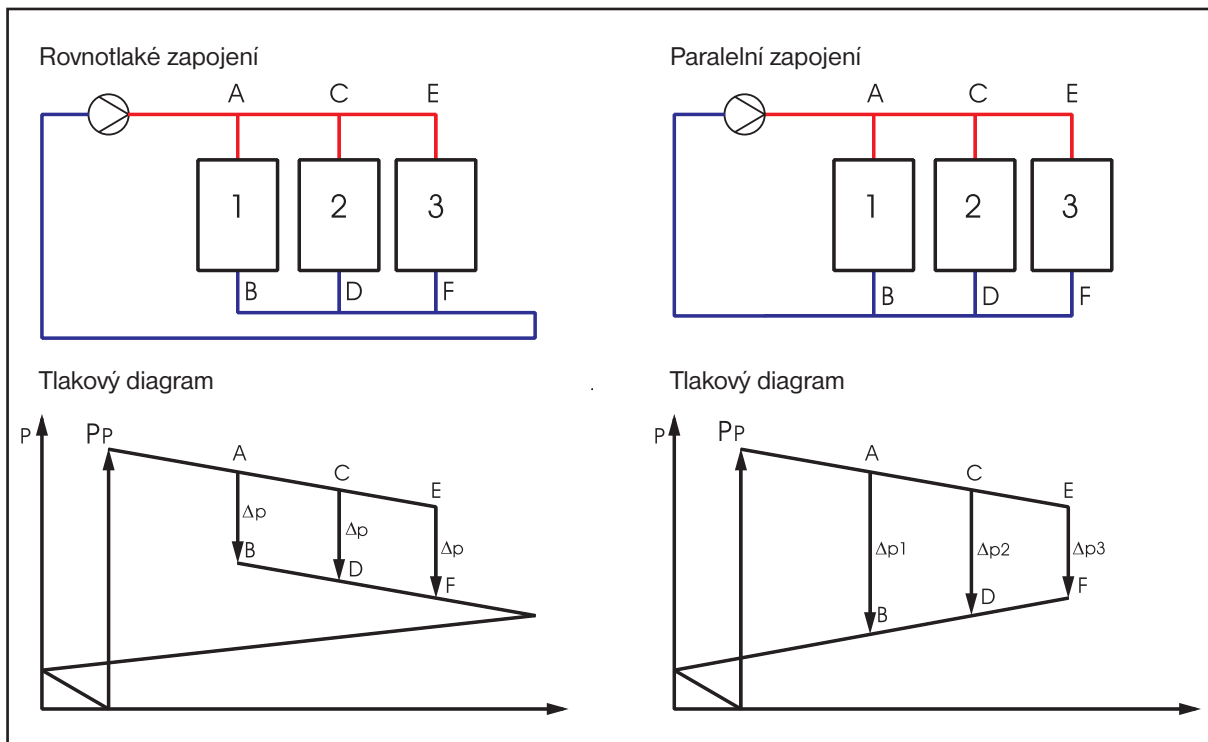 Rovnotlaké zapojení
A C E
1 2 3
B D F
Tlakový diagram
P PP
A
C
E
Δp
Δp
Δp
B
D
F
Paralelní zapojení
A C E
1 2 3
B D F
Tlakový diagram
P PP
A
C
E
Δp1 Δp2 Δp3
F
D
B